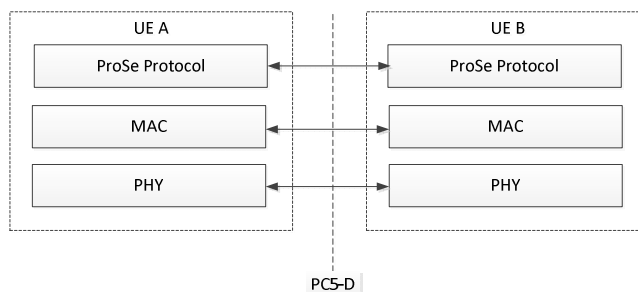 UE A
UE B
ProSe Protocol
ProSe Protocol
MAC
MAC
PHY
PHY
PC5-D